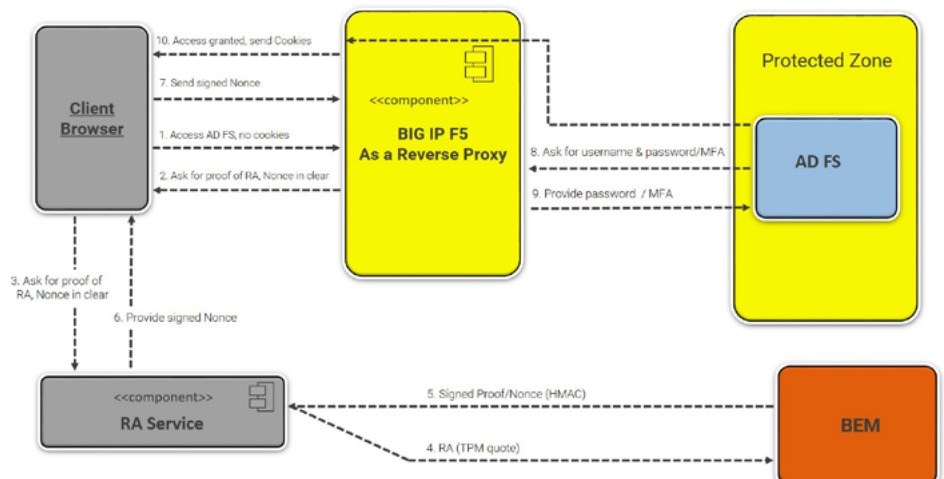 10. Access granted, send Cookies
7. Send signed Nonce
Client
Browser
1. Access AD FS, no cookies
2. Ask for proof of RA, Nonce in clear
<<component>>
BIG IP F5
As a Reverse Proxy
Protected Zone
AD FS
8. Ask for username & password/MFA
9. Provide password / MFA
3. Ask for proof of
RA, Nonce in clear
6. Provide signed Nonce
<<component>>
RA Service
5. Signed Proof/Nonce (HMAC)
4. RA (TPM quote)
BEM